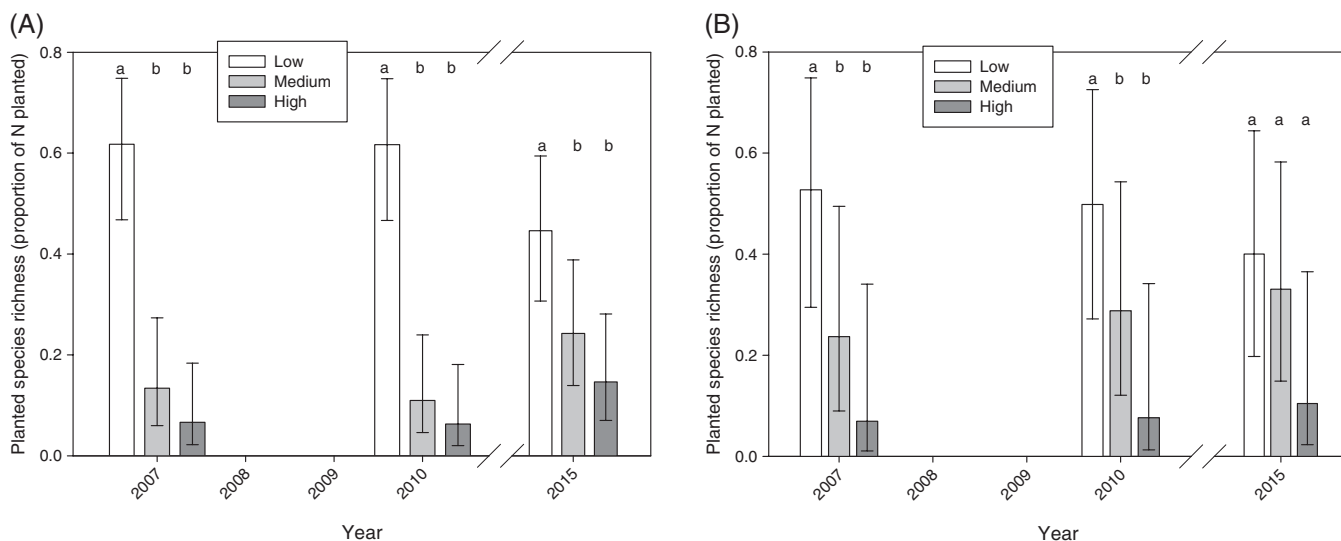 (A)
Planted species richness (proportion of N planted)
0.8
0.6
0.4
0.2
0.0
Low
Medium
High
a b b
a b b
a b b
2007 2008 2009 2010 2015
Year
(B)
Planted species richness (proportion of N planted)
0.8
0.6
0.4
0.2
0.0
Low
Medium
High
a b b
a b b
a a a
2007 2008 2009 2010 2015
Year